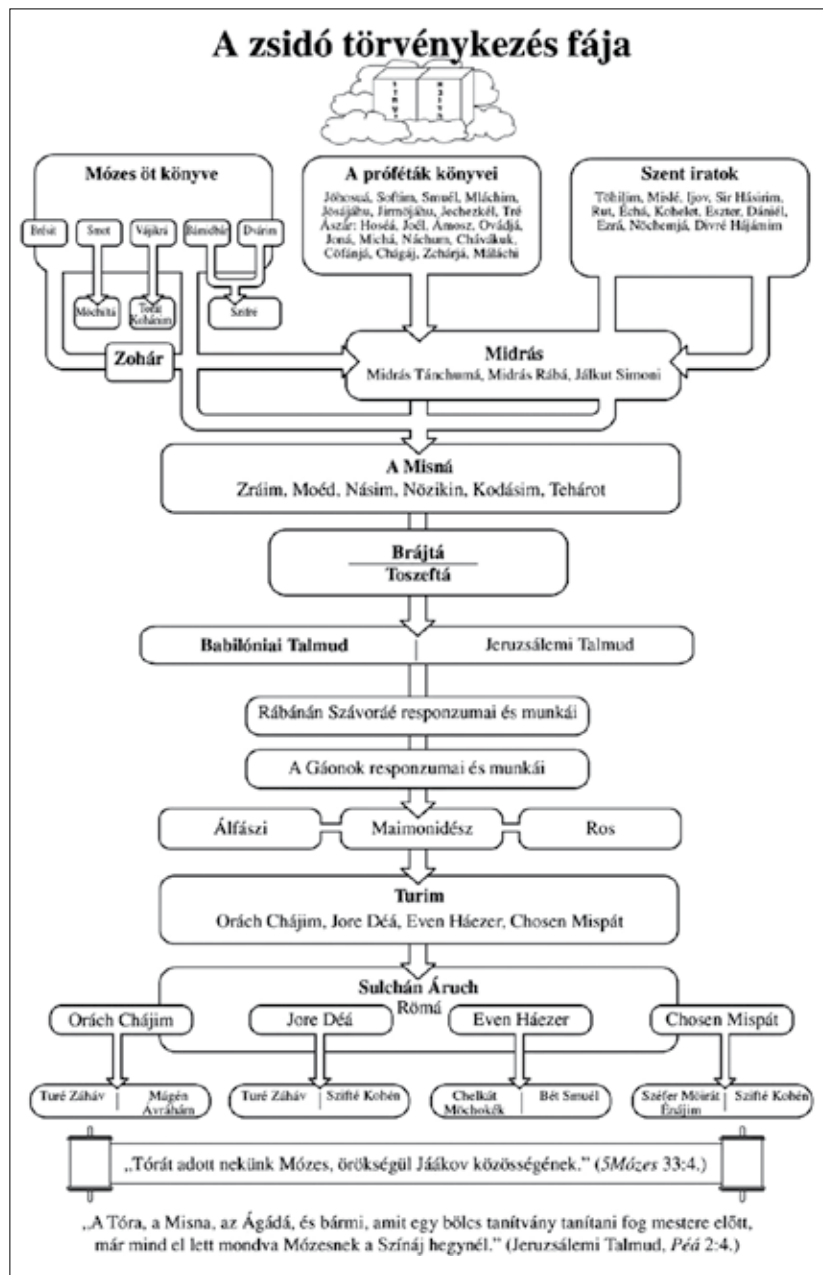 A zsidó törvénykezés fája
Mózes öt könyve
Brésit
Smot
Vájikrá
Bámidbár
Dvárim
Möchiltá
Torát
Kohánim
Szifré
A próféták könyvei
Jöhosuá, Softim, Smuél, Mláchim,
Jösájáhu, Jirmöjáhu, Jechezkél, Tré
Ászár: Hoséá, Joél, Ámosz, Ovádjá,
Joná, Michá, Náchum, Chávákuk,
Cöfánjá, Chágáj, Zchárjá, Máláchi
Szent iratok
Töhilim, Mislé, Ijov, Sir Hásirim,
Rut, Échá, Kohelet, Eszter, Dániél,
Ezrá, Nöchemjá, Divré Hájámim
Zohár
Midrás
Midrás Tánchumá, Midrás Rábá, Jálkut Simoni
A Misná
Zráim, Moéd, Násim, Nözikin, Kodásim, Tehárot
Brájtá
Toszeftá
Babilóniai Talmud | Jeruzsálemi Talmud
Rábánán Szávoráé responzumai és munkái
A Gáonok responzumai és munkái
Álfászi
Maimonidész
Ros
Turim
Orách Chájim, Jore Déá, Even Háezer, Chosen Mispát
Sulchán Áruch
Römá
Orách Chájim
Jore Déá
Even Háezer
Chosen Mispát
Turé Záháv
Mágén
Avráhám
Turé Záháv
Szifté Kohén
Chelkát
Möchokék
Bét Smuél
Széfer Möirát
Énájim
Szifté Kohén
„Tórát adott nekünk Mózes, örökségül Jáákov közösségének.” (5Mózes 33:4.)
„A Tóra, a Misna, az Ágádá, és bármi, amit egy bölcs tanítvány tanítani fog mestere előtt,
már mind el lett mondva Mózesnek a Színáj hegynél.” (Jeruzsálemi Talmud, Péá 2:4.)